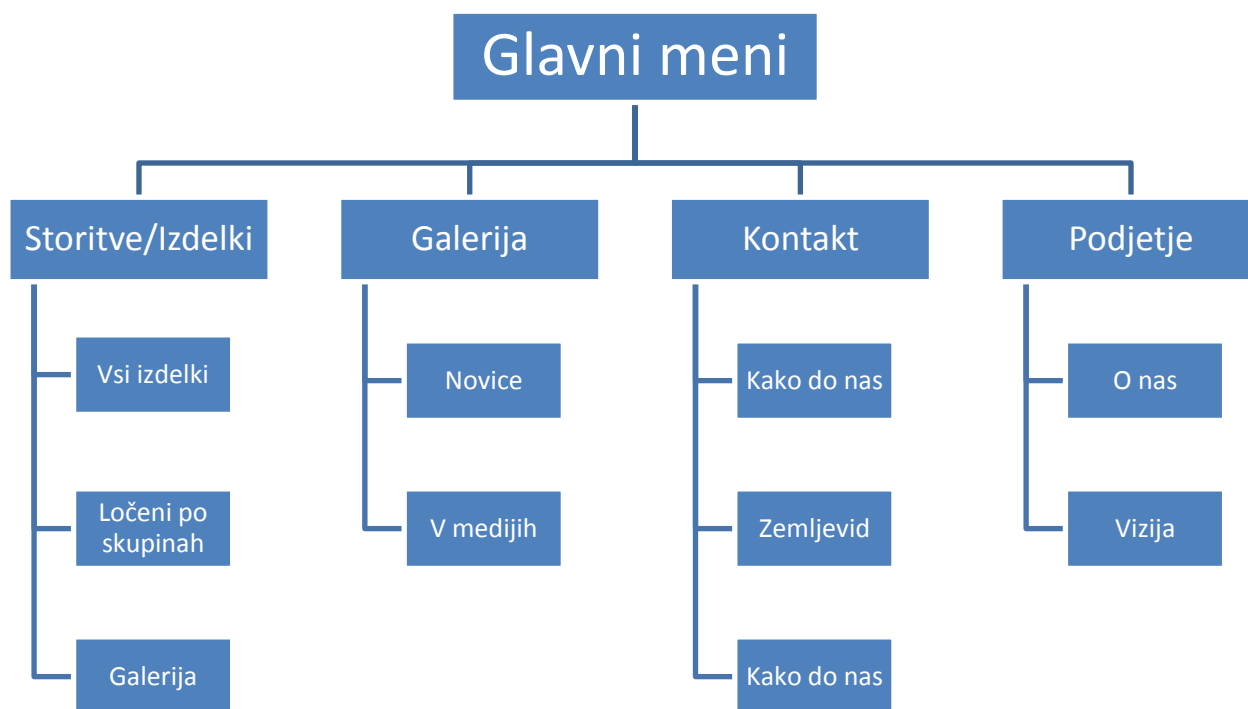 Glavni meni
Storitve/Izdelki
Vsi izdelki
Ločeni po
skupinah
Galerija
Galerija
Novice
V medijih
Kontakt
Kako do nas
Zemljevid
Kako do nas
Podjetje
O nas
Vizija